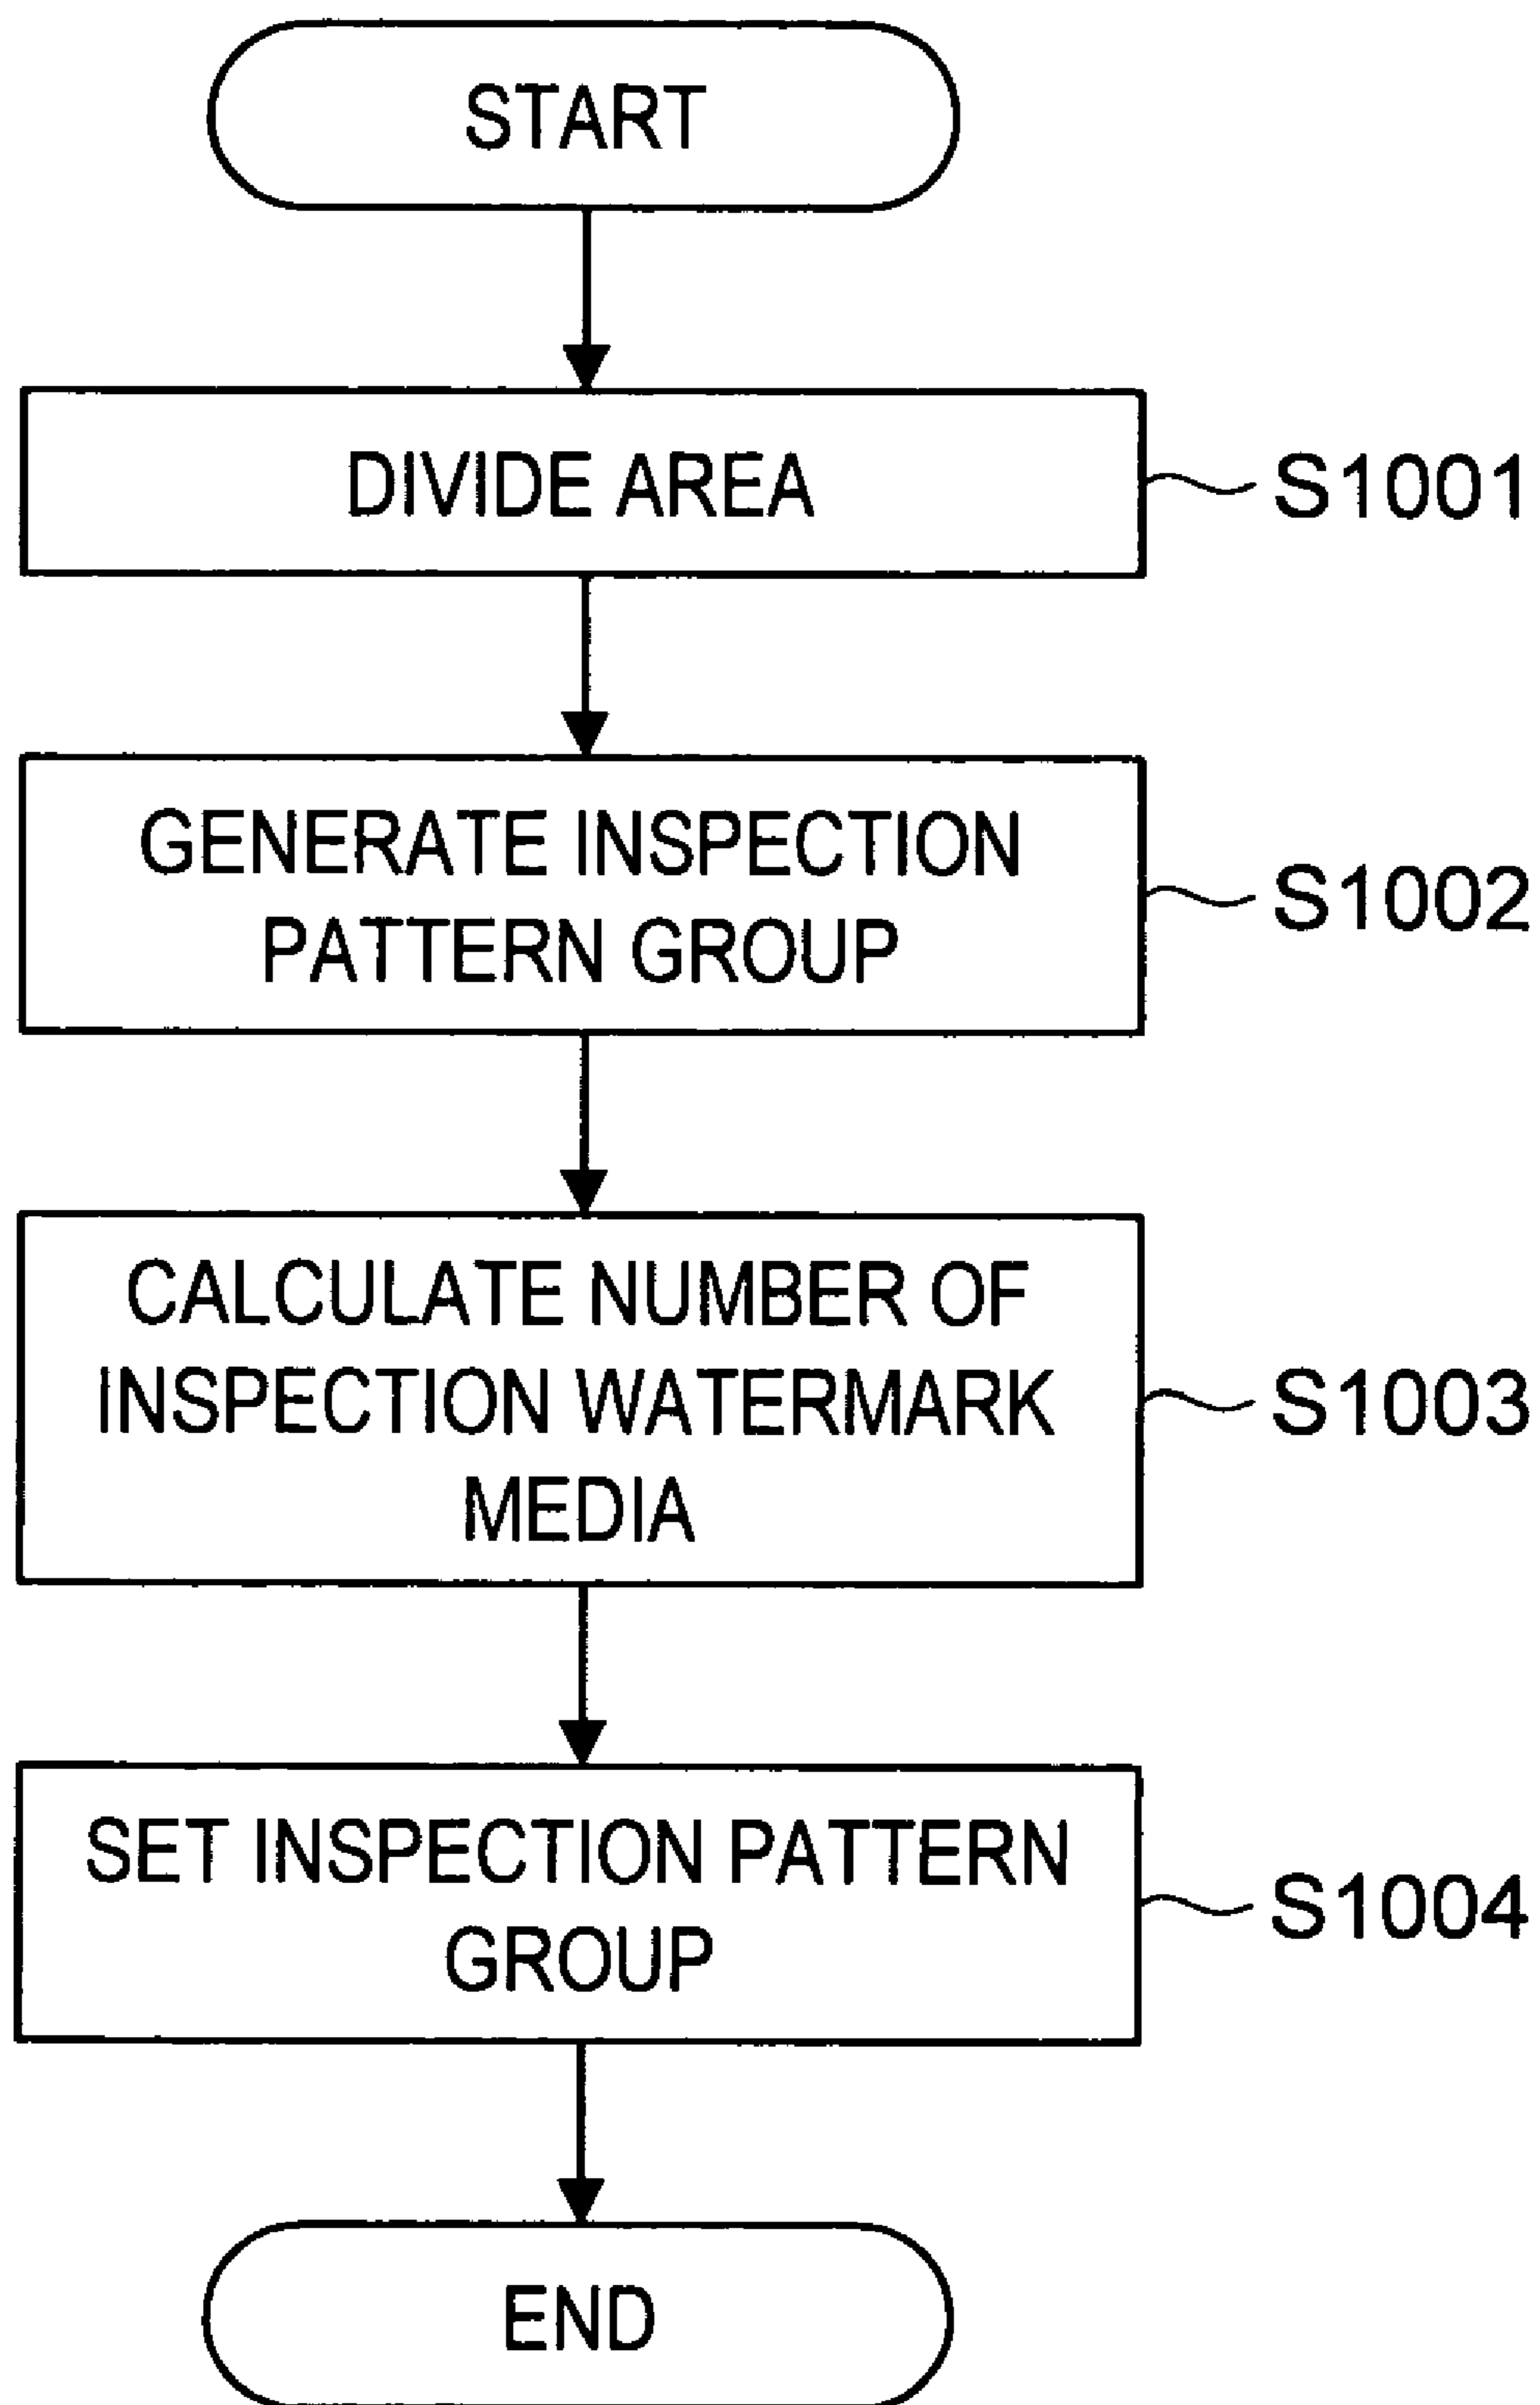 START
DIVIDE AREA
S1001
GENERATE INSPECTION
PATTERN GROUP
S1002
CALCULATE NUMBER OF
INSPECTION WATERMARK
MEDIA
S1003
SET INSPECTION PATTERN
GROUP
S1004
END